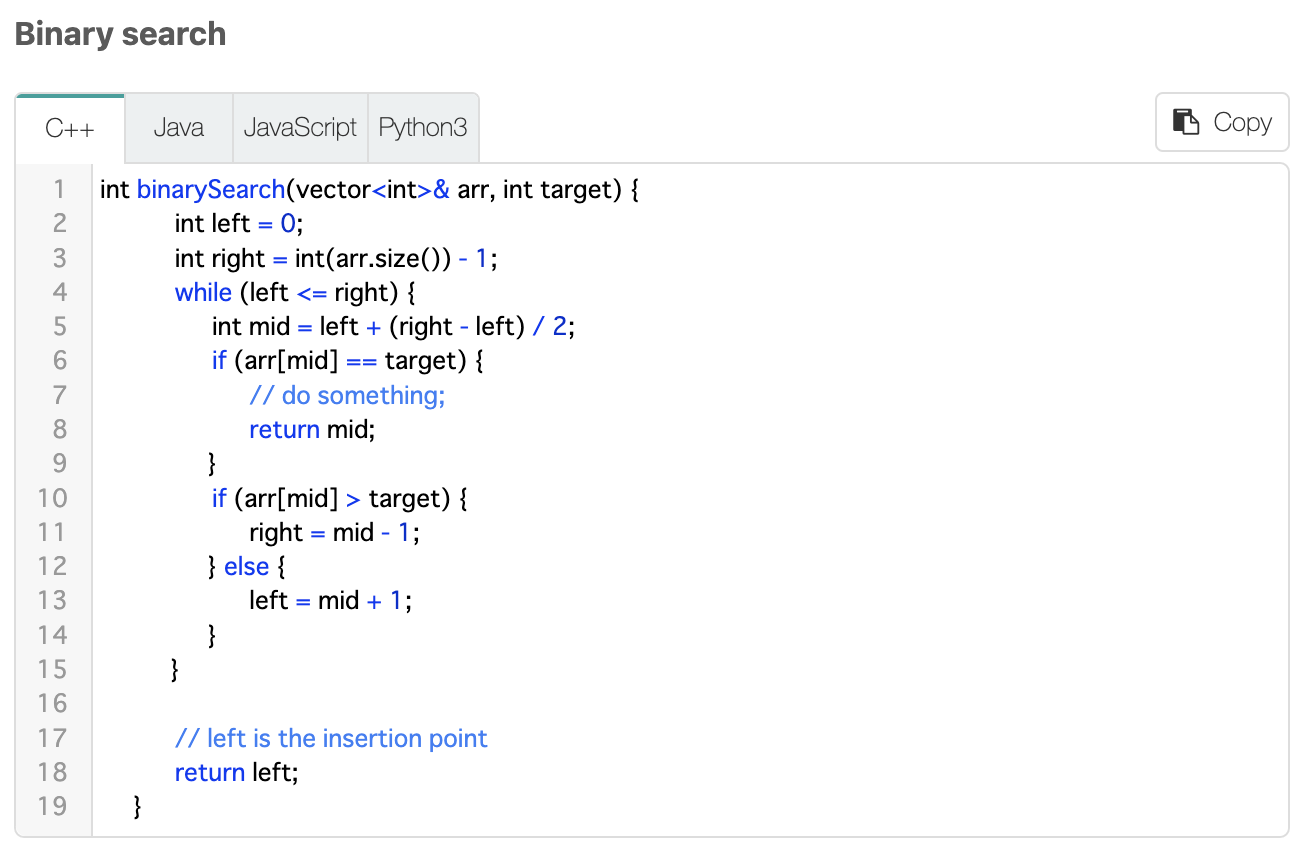 Binary search
C++ Java JavaScript Python3 Copy
1 int binarySearch(vector<int>& arr, int target) {
2 int left = 0;
3 int right = int(arr.size()) - 1;
4 while (left <= right) {
5 int mid = left + (right - left) / 2;
6 if (arr[mid] == target) {
7 // do something;
8 return mid;
9 }
10 if (arr[mid] > target) {
11 right = mid - 1;
12 } else {
13 left = mid + 1;
14 }
15 }
16
17 // left is the insertion point
18 return left;
19 }